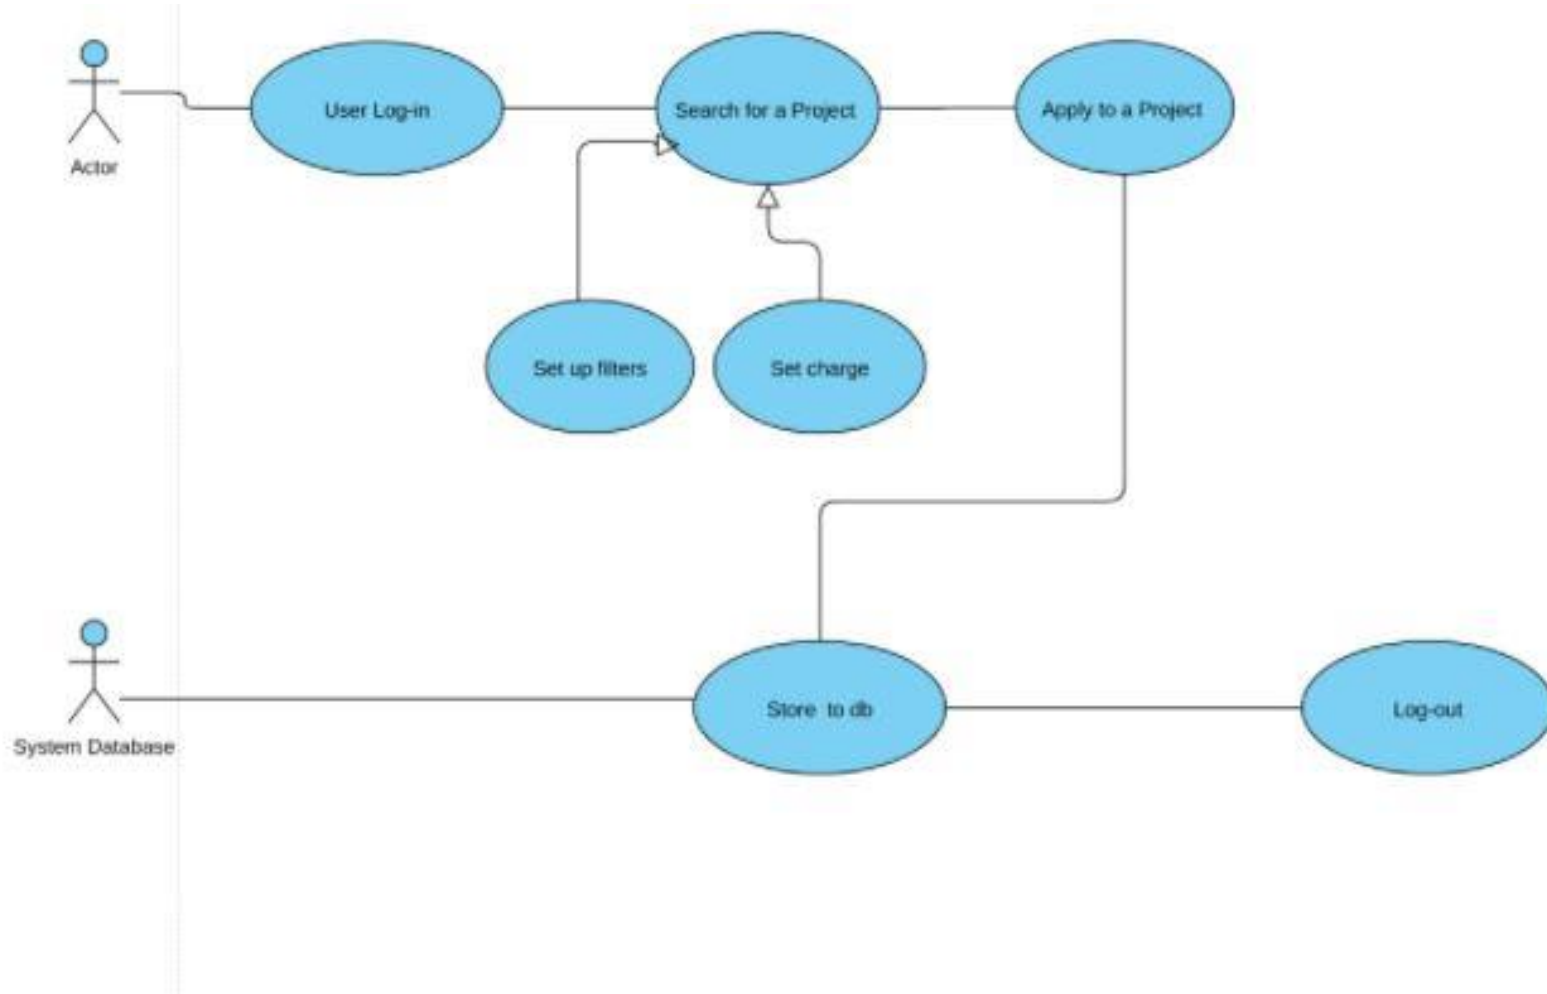 User Log-in
Search for a Project
Apply to a Project
Actor
Set up filters
Set charge
Store to db
Log-out
System Database